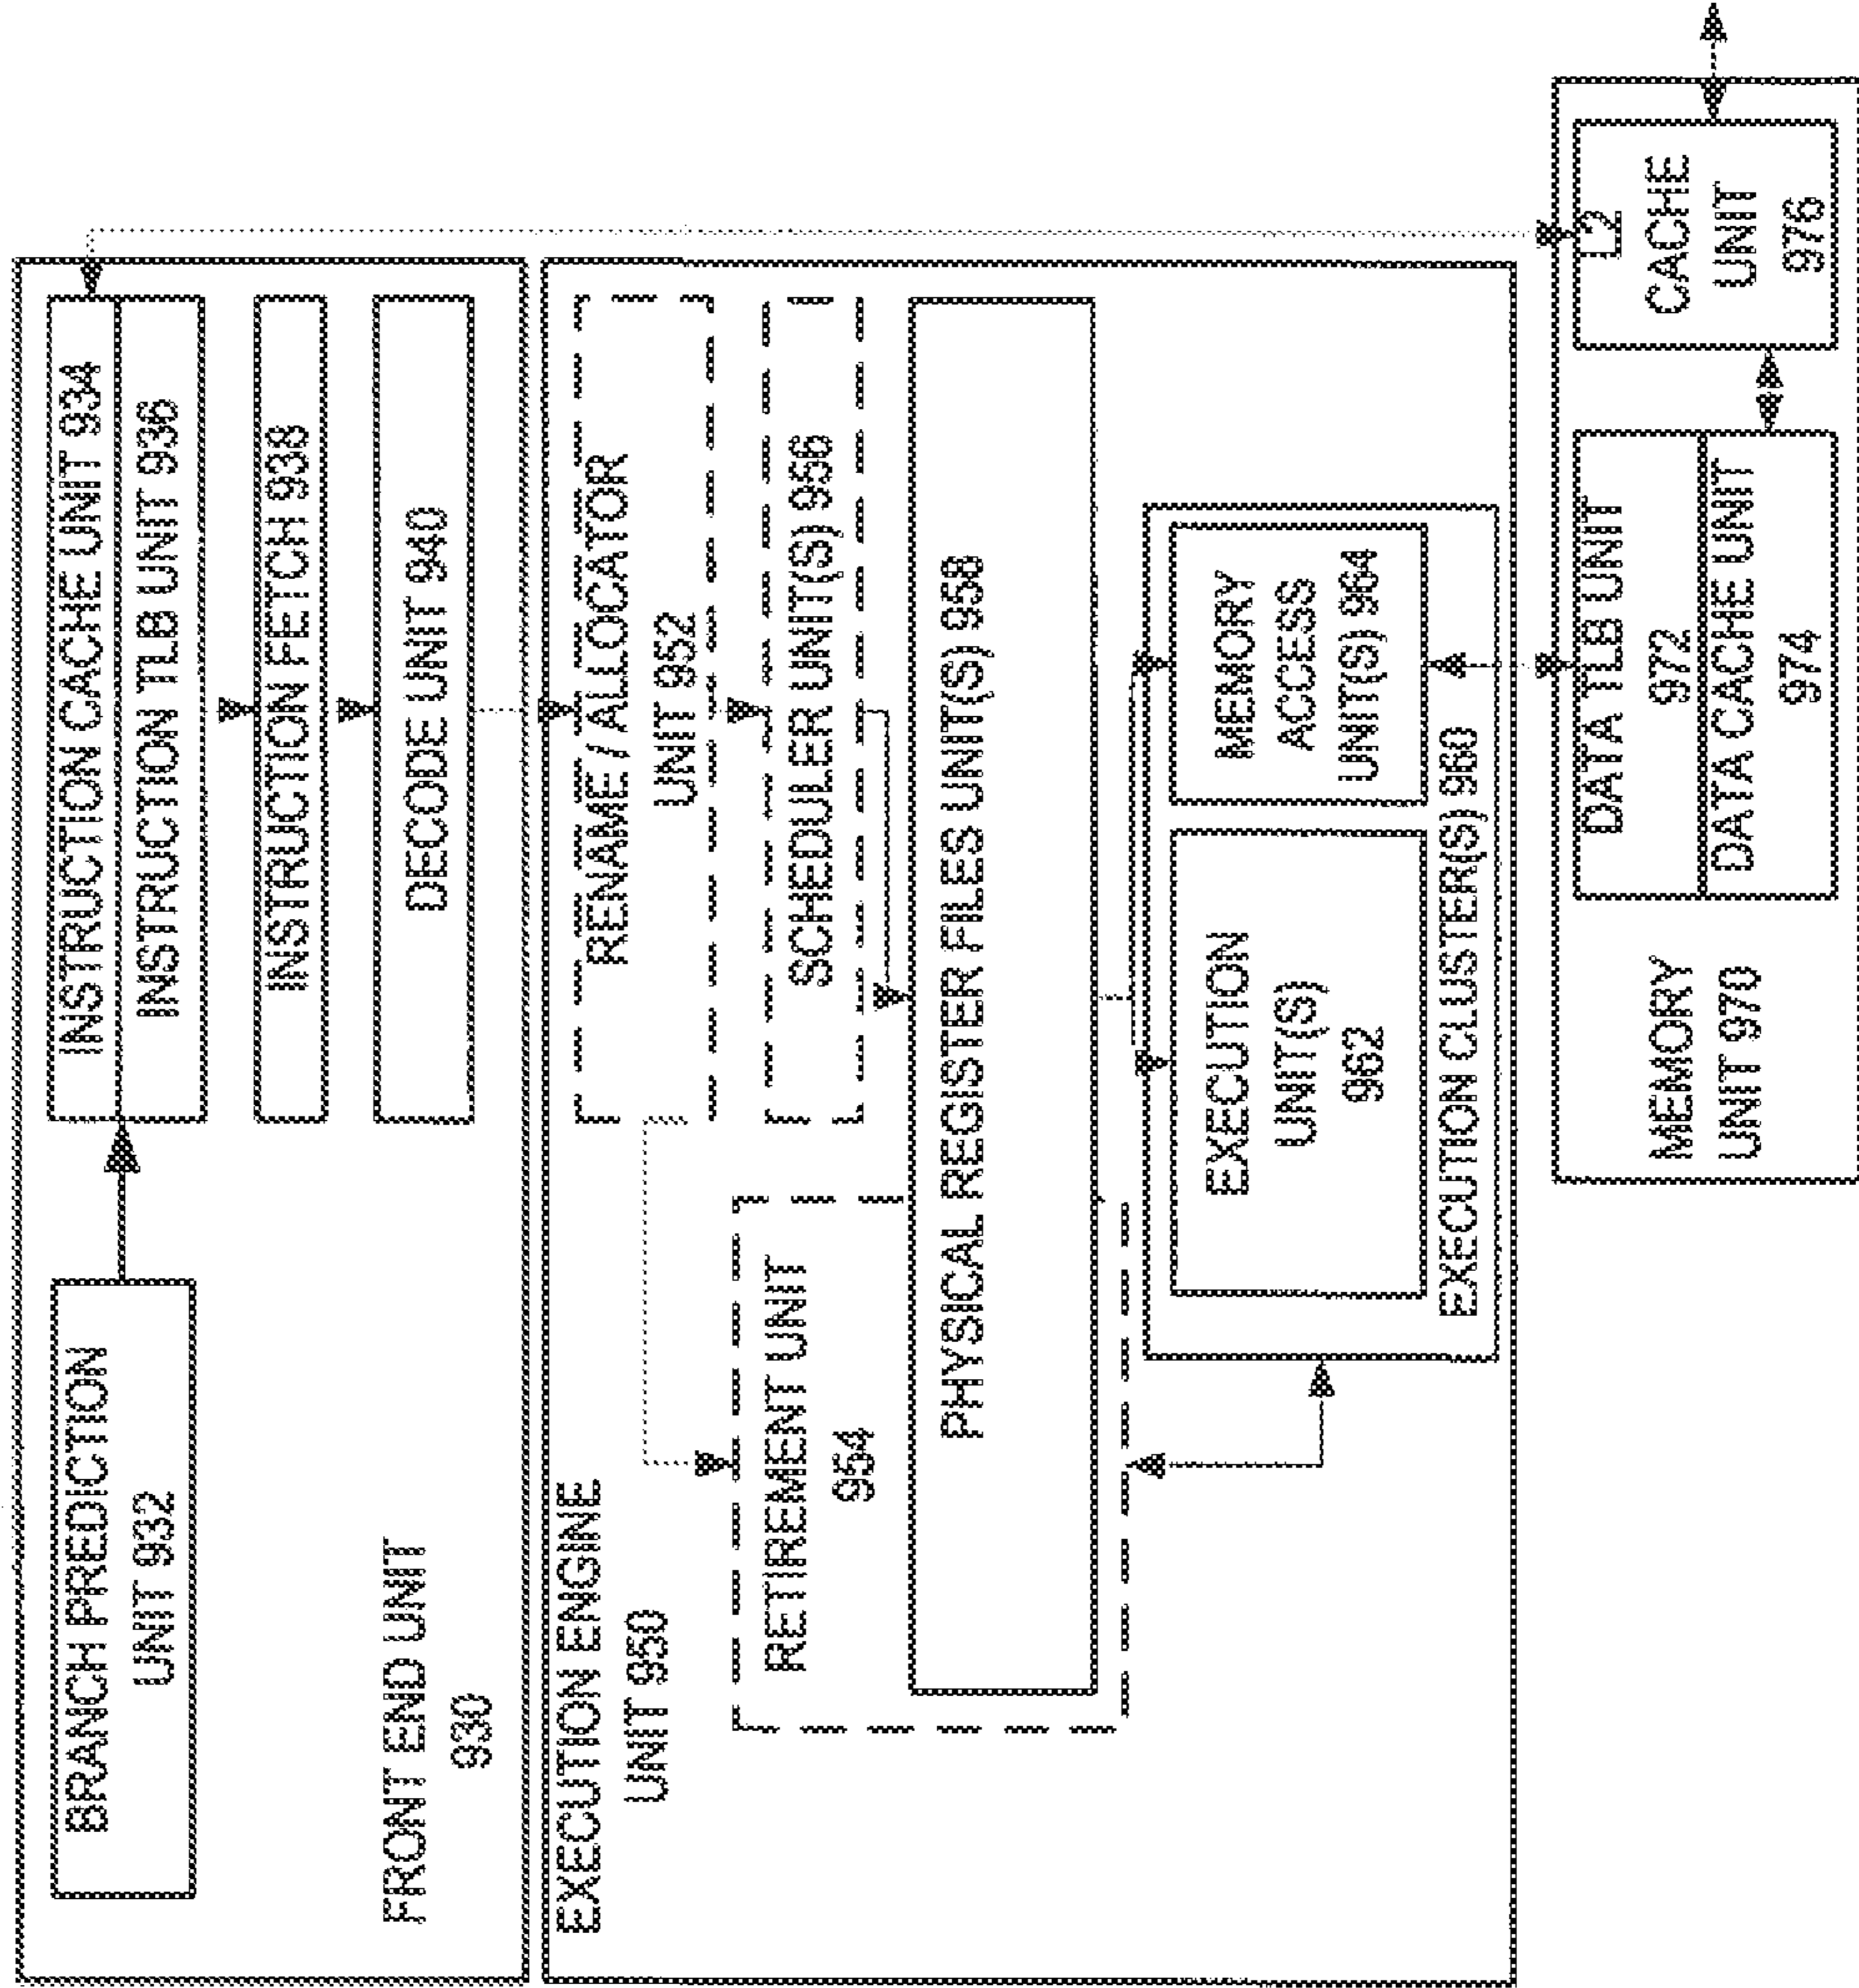 BRANCH PREDICTION
UNIT 932
INSTRUCTION CACHE UNIT 934
INSTRUCTION TLB UNIT 936
INSTRUCTION FETCH 938
DECODE UNIT 940
FRONT END UNIT
930
EXECUTION ENGINE
UNIT 950
RENAME / ALLOCATOR
UNIT 952
RETIREMENT UNIT
954
SCHEDULER UNIT(S) 956
PHYSICAL REGISTER FILES UNIT(S) 958
EXECUTION
UNIT(S)
962
MEMORY
ACCESS
UNIT(S) 964
EXECUTION CLUSTER(S) 960
MEMORY
UNIT 970
DATA TLB UNIT
972
DATA CACHE UNIT
974
L2
CACHE
UNIT
976